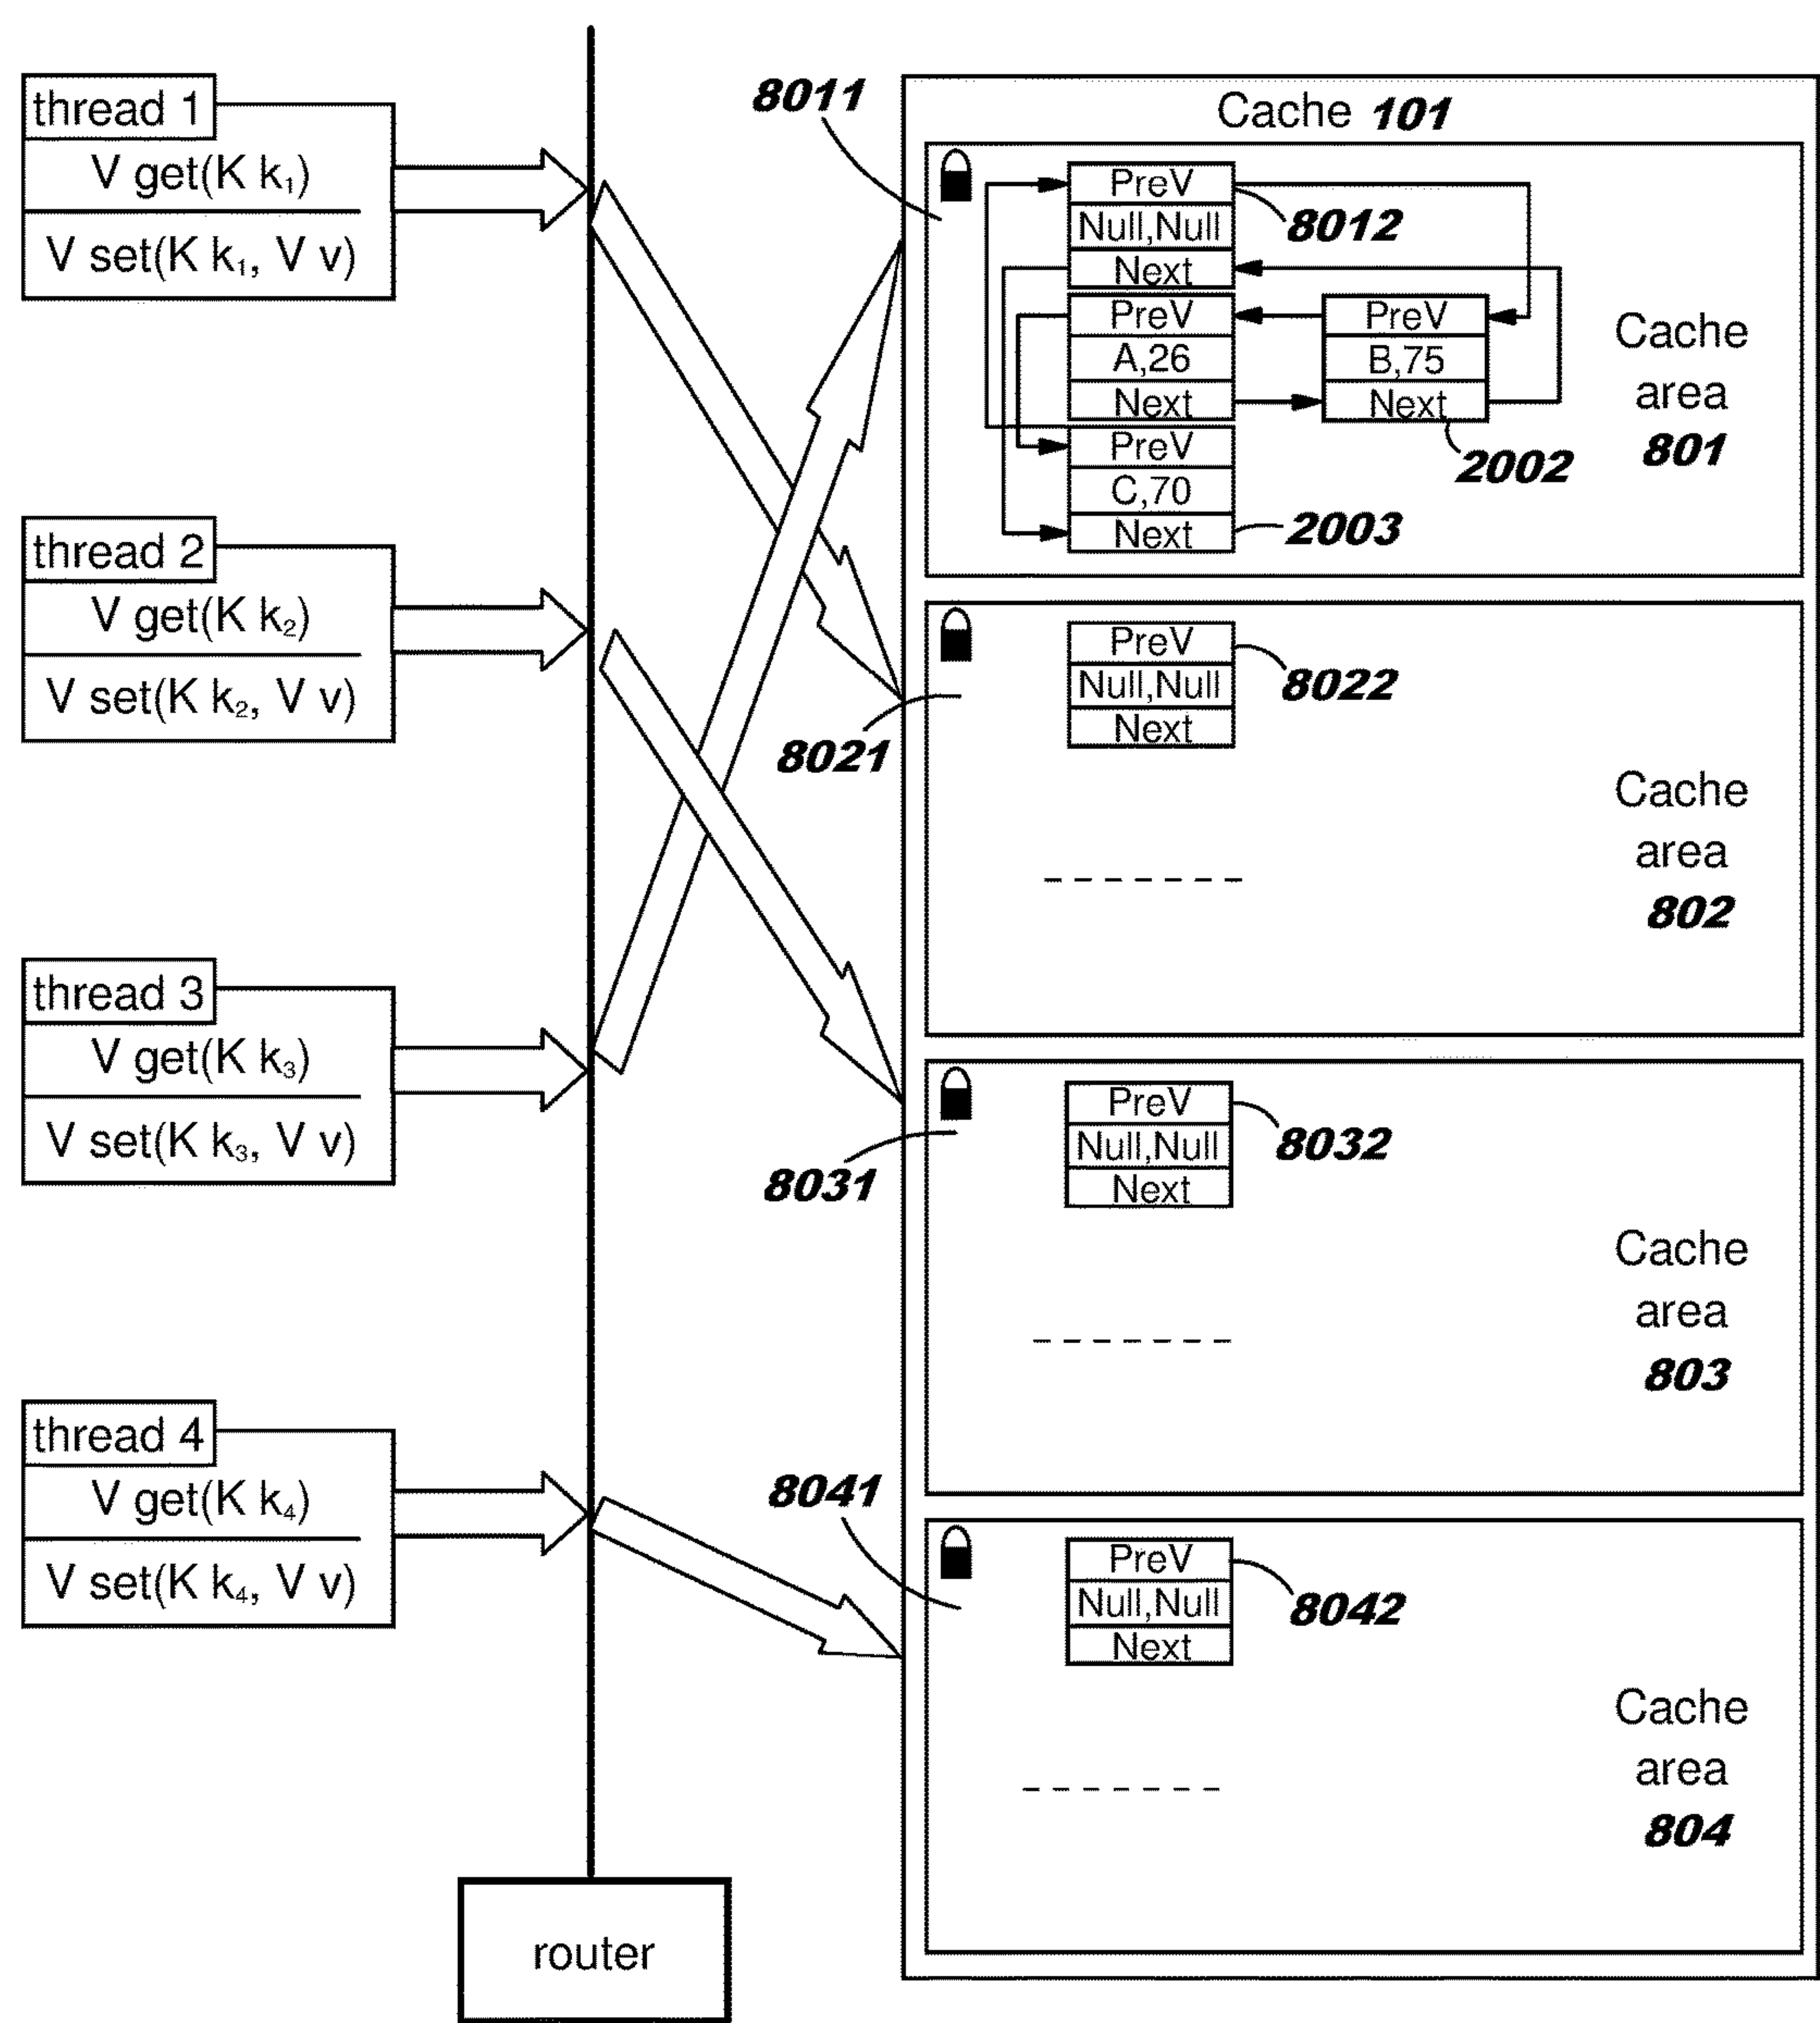 thread 1
V get(K k₁)
V set(K k₁, V v)
thread 2
V get(K k₂)
V set(K k₂, V v)
thread 3
V get(K k₃)
V set(K k₃, V v)
thread 4
V get(K k₄)
V set(K k₄, V v)
router
Cache 101
8011
PreV
Null,Null
Next
8012
PreV
A,26
Next
PreV
B,75
Next
2002
PreV
C,70
Next
2003
Cache
area
801
8021
PreV
Null,Null
Next
8022
Cache
area
802
8031
PreV
Null,Null
Next
8032
Cache
area
803
8041
PreV
Null,Null
Next
8042
Cache
area
804